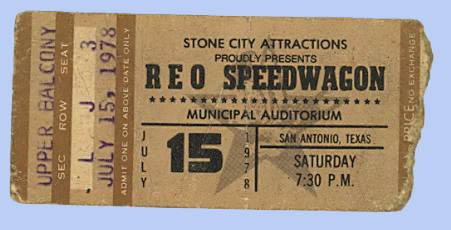 UPPER BALCONY
SEC ROW SEAT
L J 3
JULY 15, 1978
ADMIT ONE ON ABOVE DATE ONLY
STONE CITY ATTRACTIONS
PROUDLY PRESENTS
REO SPEEDWAGON
MUNICIPAL AUDITORIUM
JULY
15
1978
SAN ANTONIO, TEXAS
SATURDAY
7:30 P.M.
PRICE
NO EXCHANGE